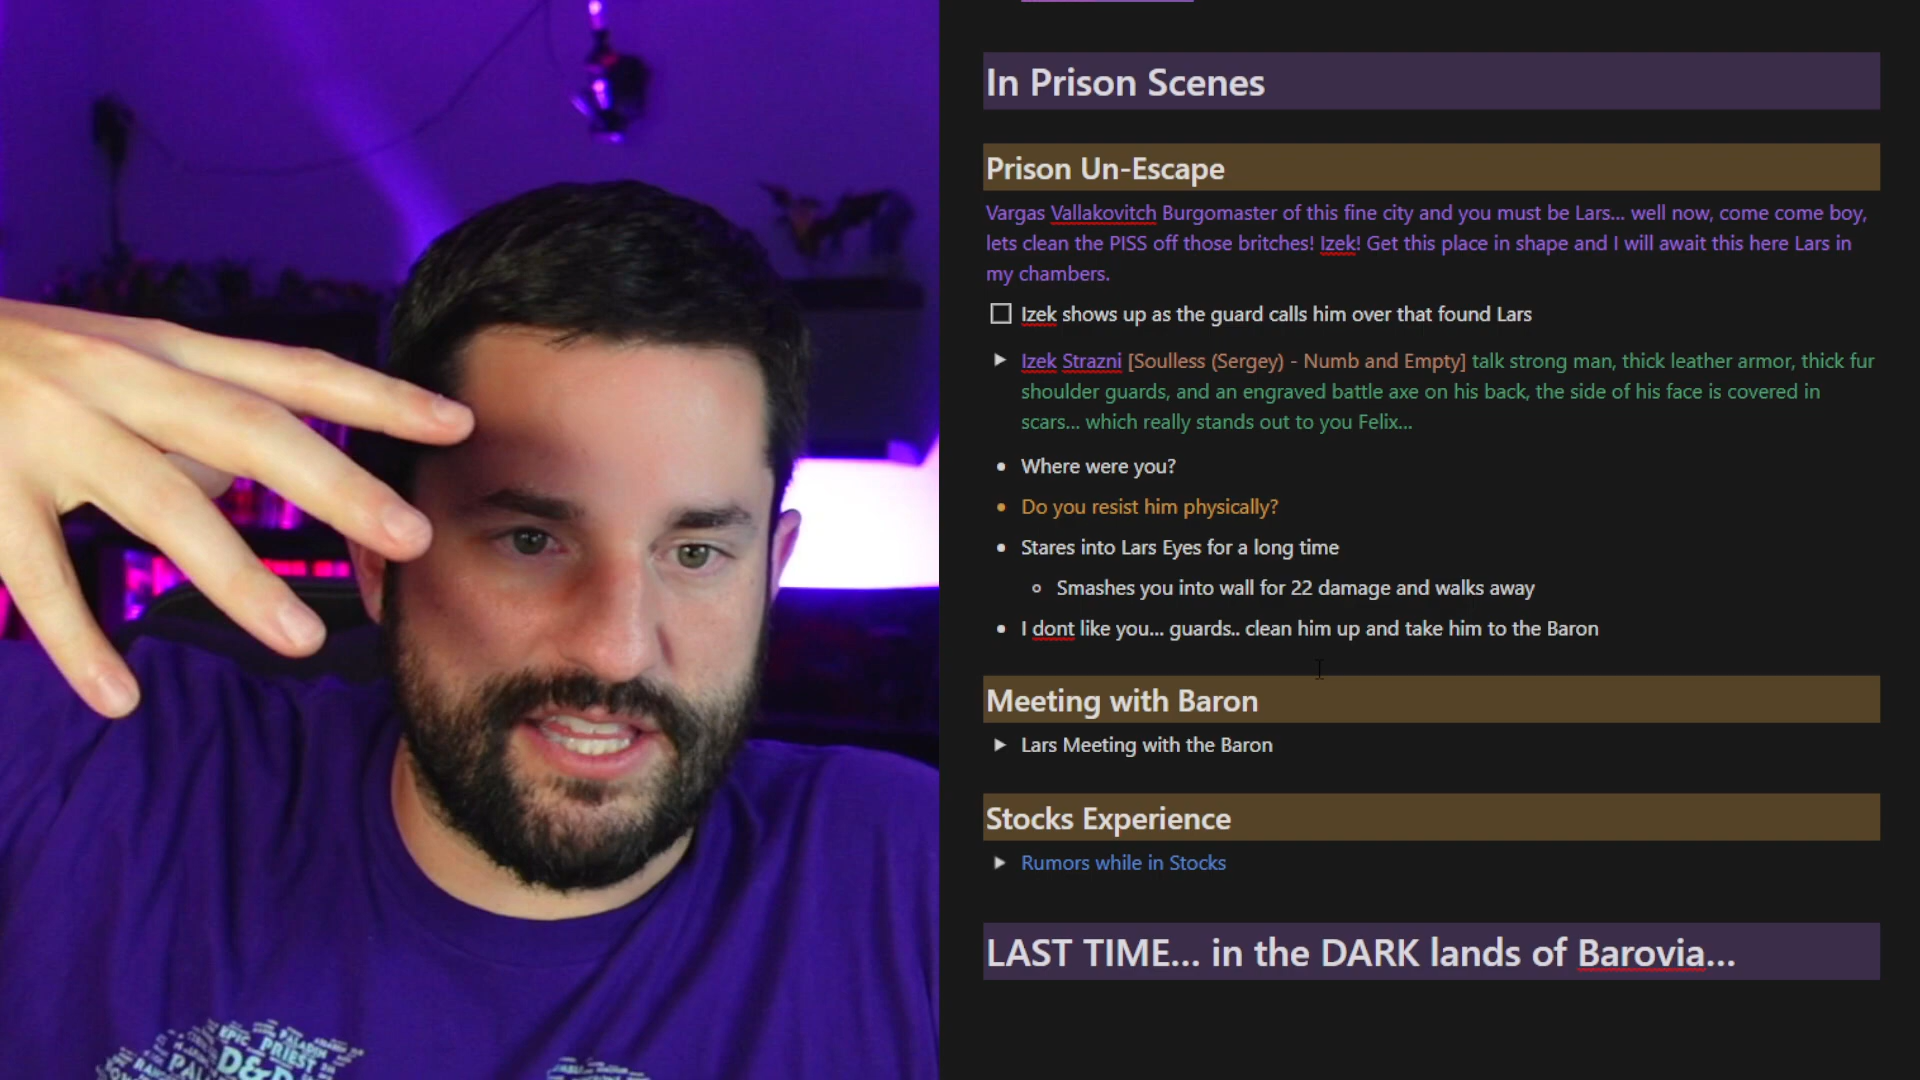 In Prison Scenes
Prison Un-Escape
Vargas Vallakovitch Burgomaster of this fine city and you must be Lars... well now, come come boy,
lets clean the PISS off those britches! Izek! Get this place in shape and I will await this here Lars in
my chambers.
Izek shows up as the guard calls him over that found Lars
Izek Strazni [Soulless (Sergey) - Numb and Empty] talk strong man, thick leather armor, thick fur
shoulder guards, and an engraved battle axe on his back, the side of his face is covered in
scars... which really stands out to you Felix...
Where were you?
Do you resist him physically?
Stares into Lars Eyes for a long time
Smashes you into wall for 22 damage and walks away
I dont like you... guards.. clean him up and take him to the Baron
Meeting with Baron
Lars Meeting with the Baron
Stocks Experience
Rumors while in Stocks
LAST TIME... in the DARK lands of Barovia...
EPIC PALADIN
PRIEST
D&D